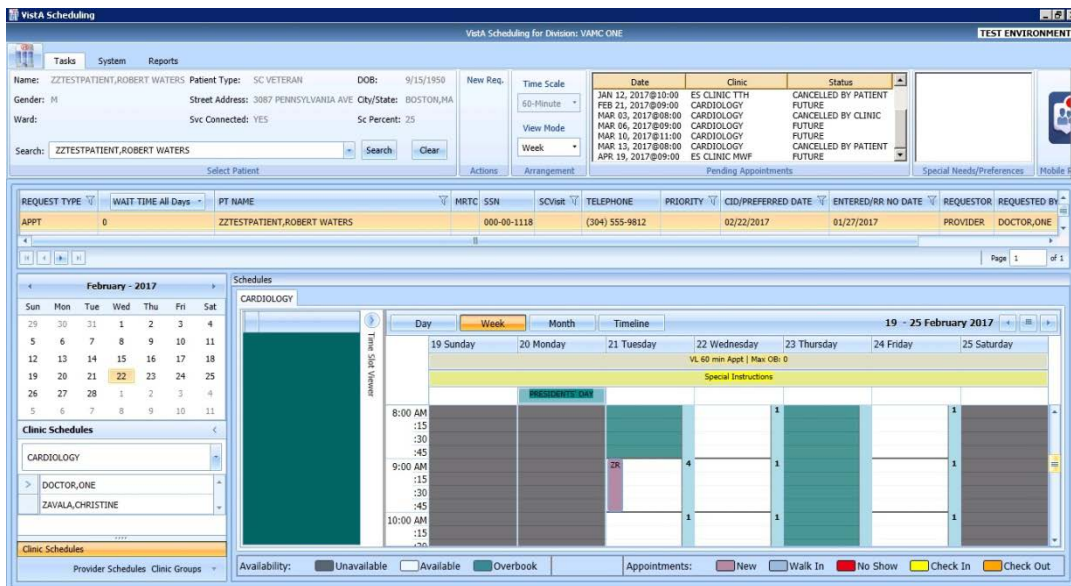 VistA Scheduling
VistA Scheduling for Division: VAMC ONE
TEST ENVIRONMENT
Tasks System Reports
Name: ZZTESTPATIENT,ROBERT WATERS Patient Type: SC VETERAN DOB: 9/15/1950
Gender: M Street Address: 3087 PENNSYLVANIA AVE City/State: BOSTON,MA
Ward: Svc Connected: YES Sc Percent: 25
Search: ZZTESTPATIENT,ROBERT WATERS Search Clear
Select Patient
New Req.
Actions
Time Scale
60-Minute
View Mode
Week
Arrangement
Date Clinic Status
JAN 12, 2017@10:00 ES CLINIC TTH CANCELLED BY PATIENT
FEB 21, 2017@09:00 CARDIOLOGY FUTURE
MAR 03, 2017@08:00 CARDIOLOGY CANCELLED BY CLINIC
MAR 06, 2017@09:00 CARDIOLOGY FUTURE
MAR 10, 2017@11:00 CARDIOLOGY FUTURE
MAR 13, 2017@08:00 CARDIOLOGY CANCELLED BY PATIENT
APR 19, 2017@09:00 ES CLINIC MWF FUTURE
Pending Appointments
Special Needs/Preferences
Mobile R
REQUEST TYPE WAIT TIME All Days PT NAME MRTC SSN SCVisit TELEPHONE PRIORITY CID/PREFERRED DATE ENTERED/RR NO DATE REQUESTOR REQUESTED BY
APPT 0 ZZTESTPATIENT,ROBERT WATERS 000-00-1118 (304) 555-9812 02/22/2017 01/27/2017 PROVIDER DOCTOR,ONE
Page 1 of 1
February - 2017
Sun Mon Tue Wed Thu Fri Sat
29 30 31 1 2 3 4
5 6 7 8 9 10 11
12 13 14 15 16 17 18
19 20 21 22 23 24 25
26 27 28 1 2 3 4
5 6 7 8 9 10 11
Clinic Schedules
CARDIOLOGY
DOCTOR,ONE
ZAVALA,CHRISTINE
Clinic Schedules
Provider Schedules Clinic Groups
Schedules
CARDIOLOGY
Time Slot Viewer
Day Week Month Timeline 19 - 25 February 2017
19 Sunday 20 Monday 21 Tuesday 22 Wednesday 23 Thursday 24 Friday 25 Saturday
VL 60 min Appt | Max OB: 0
Special Instructions
PRESIDENTS' DAY
8:00 AM 1 1
:15
:30
:45
9:00 AM ZR 4 1 1
:15
:30
:45
10:00 AM 1 1 1
:15
:30
Availability: Unavailable Available Overbook Appointments: New Walk In No Show Check In Check Out